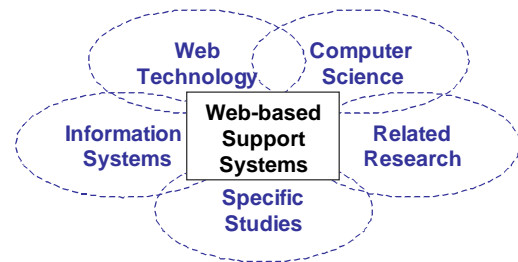 Web
Technology
Computer
Science
Information
Systems
Web-based
Support
Systems
Related
Research
Specific
Studies